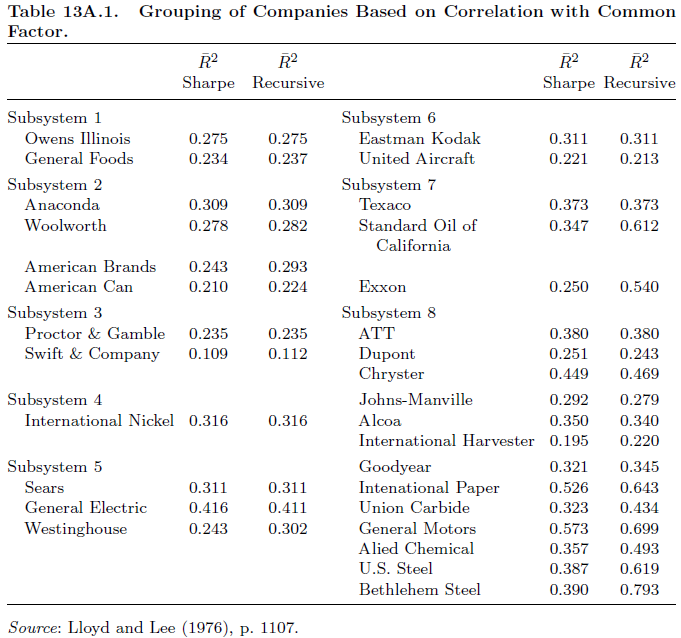 Table 13A.1. Grouping of Companies Based on Correlation with Common
Factor.
R̄² R̄² R̄² R̄²
Sharpe Recursive Sharpe Recursive
Subsystem 1 Subsystem 6
Owens Illinois 0.275 0.275 Eastman Kodak 0.311 0.311
General Foods 0.234 0.237 United Aircraft 0.221 0.213
Subsystem 2 Subsystem 7
Anaconda 0.309 0.309 Texaco 0.373 0.373
Woolworth 0.278 0.282 Standard Oil of 0.347 0.612
California
American Brands 0.243 0.293
American Can 0.210 0.224 Exxon 0.250 0.540
Subsystem 3 Subsystem 8
Proctor & Gamble 0.235 0.235 ATT 0.380 0.380
Swift & Company 0.109 0.112 Dupont 0.251 0.243
Chryster 0.449 0.469
Subsystem 4 Johns-Manville 0.292 0.279
International Nickel 0.316 0.316 Alcoa 0.350 0.340
International Harvester 0.195 0.220
Subsystem 5 Goodyear 0.321 0.345
Sears 0.311 0.311 Intenational Paper 0.526 0.643
General Electric 0.416 0.411 Union Carbide 0.323 0.434
Westinghouse 0.243 0.302 General Motors 0.573 0.699
Alied Chemical 0.357 0.493
U.S. Steel 0.387 0.619
Bethlehem Steel 0.390 0.793
Source: Lloyd and Lee (1976), p. 1107.